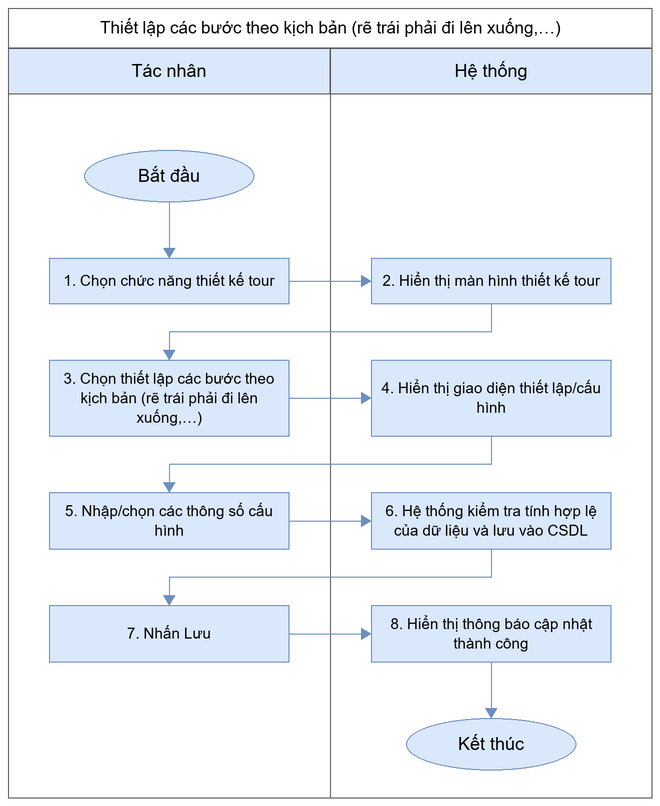 Thiết lập các bước theo kịch bản (rẽ trái phải đi lên xuống,…)
Tác nhân
Hệ thống
Bắt đầu
1. Chọn chức năng thiết kế tour
2. Hiển thị màn hình thiết kế tour
3. Chọn thiết lập các bước theo
kịch bản (rẽ trái phải đi lên
xuống,…)
4. Hiển thị giao diện thiết lập/cấu
hình
5. Nhập/chọn các thông số cấu
hình
6. Hệ thống kiểm tra tính hợp lệ
của dữ liệu và lưu vào CSDL
7. Nhấn Lưu
8. Hiển thị thông báo cập nhật
thành công
Kết thúc